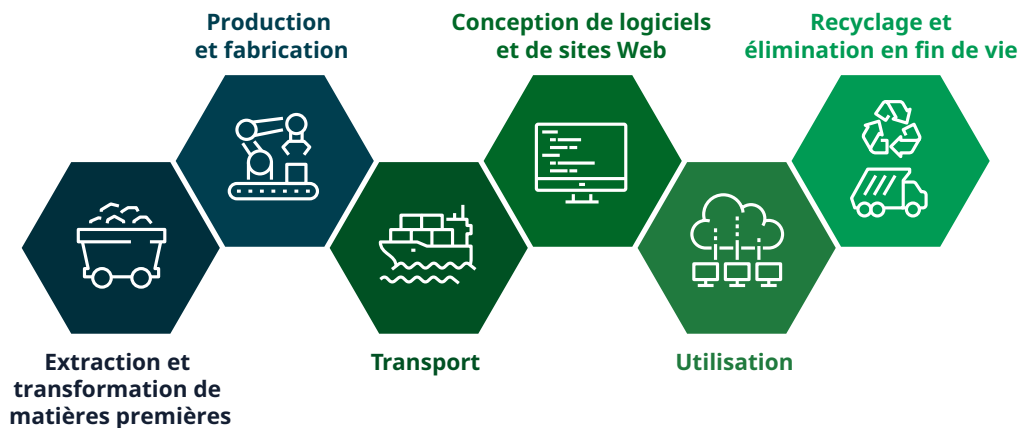 Production
et fabrication
Conception de logiciels
et de sites Web
Recyclage et
élimination en fin de vie
Extraction et
transformation de
matières premières
Transport
Utilisation